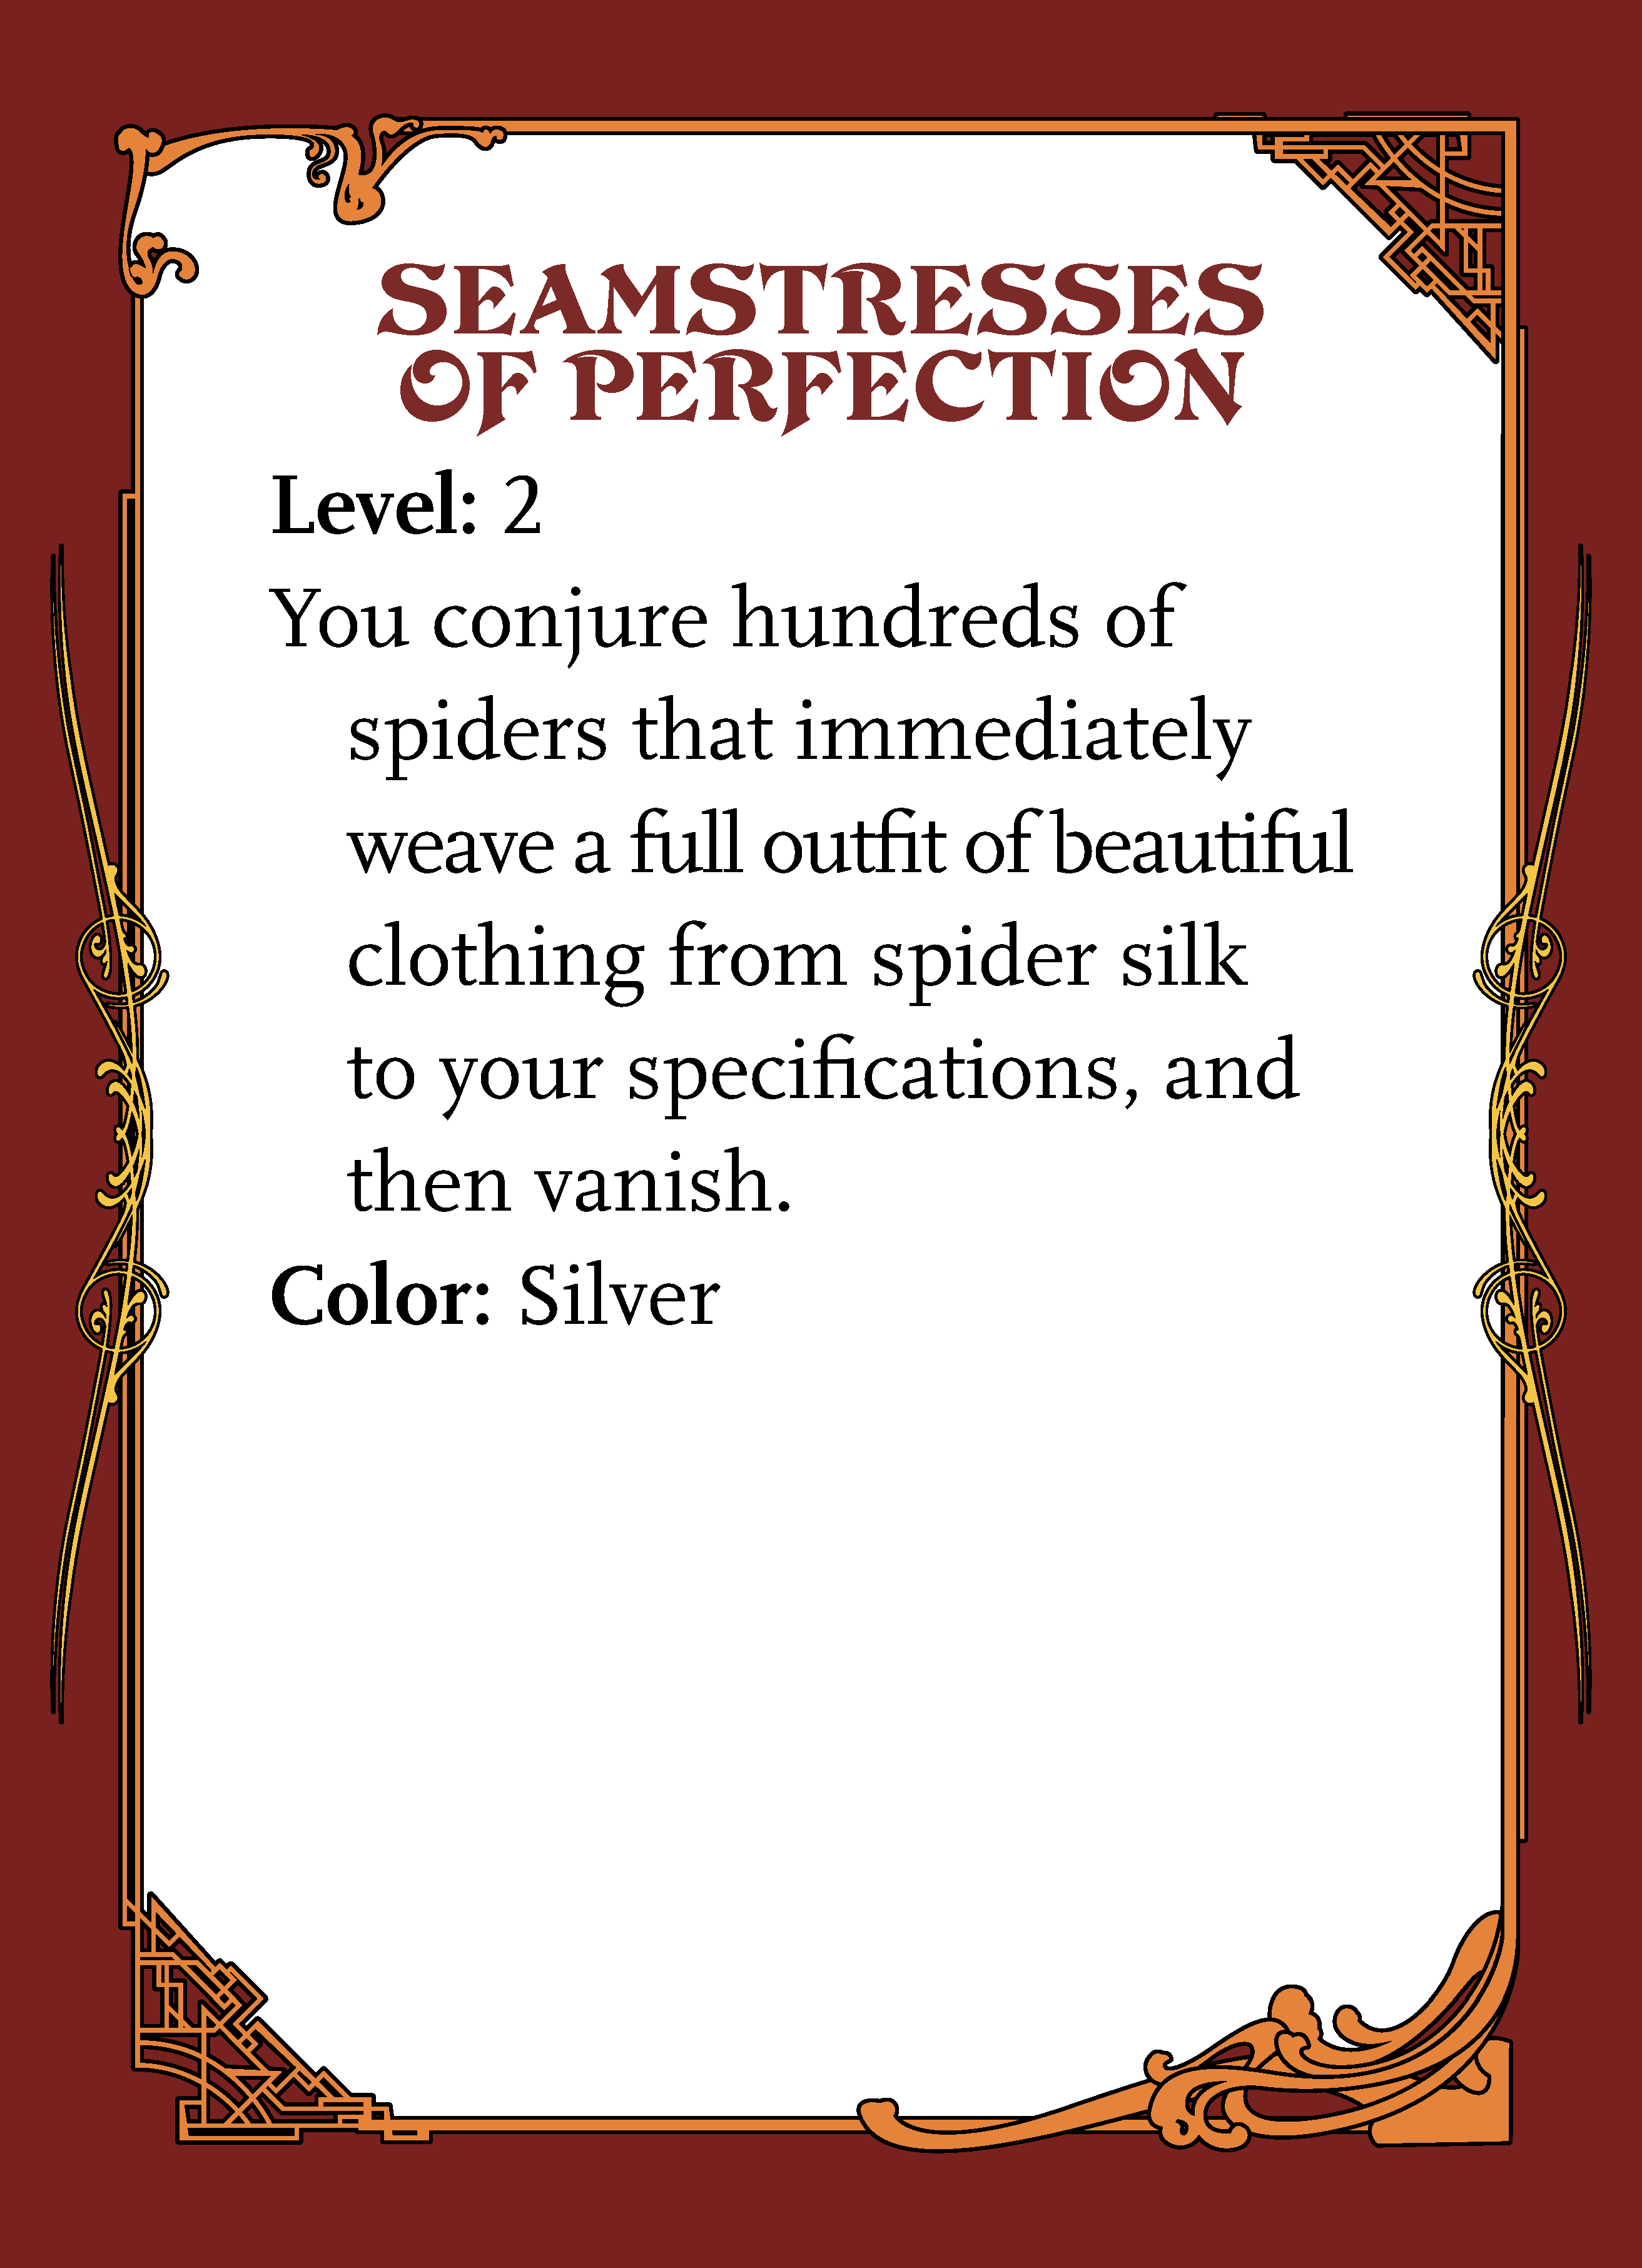 SEAMSTRESSES
OF PERFECTION
Level: 2
You conjure hundreds of
spiders that immediately
weave a full outfit of beautiful
clothing from spider silk
to your specifications, and
then vanish.
Color: Silver